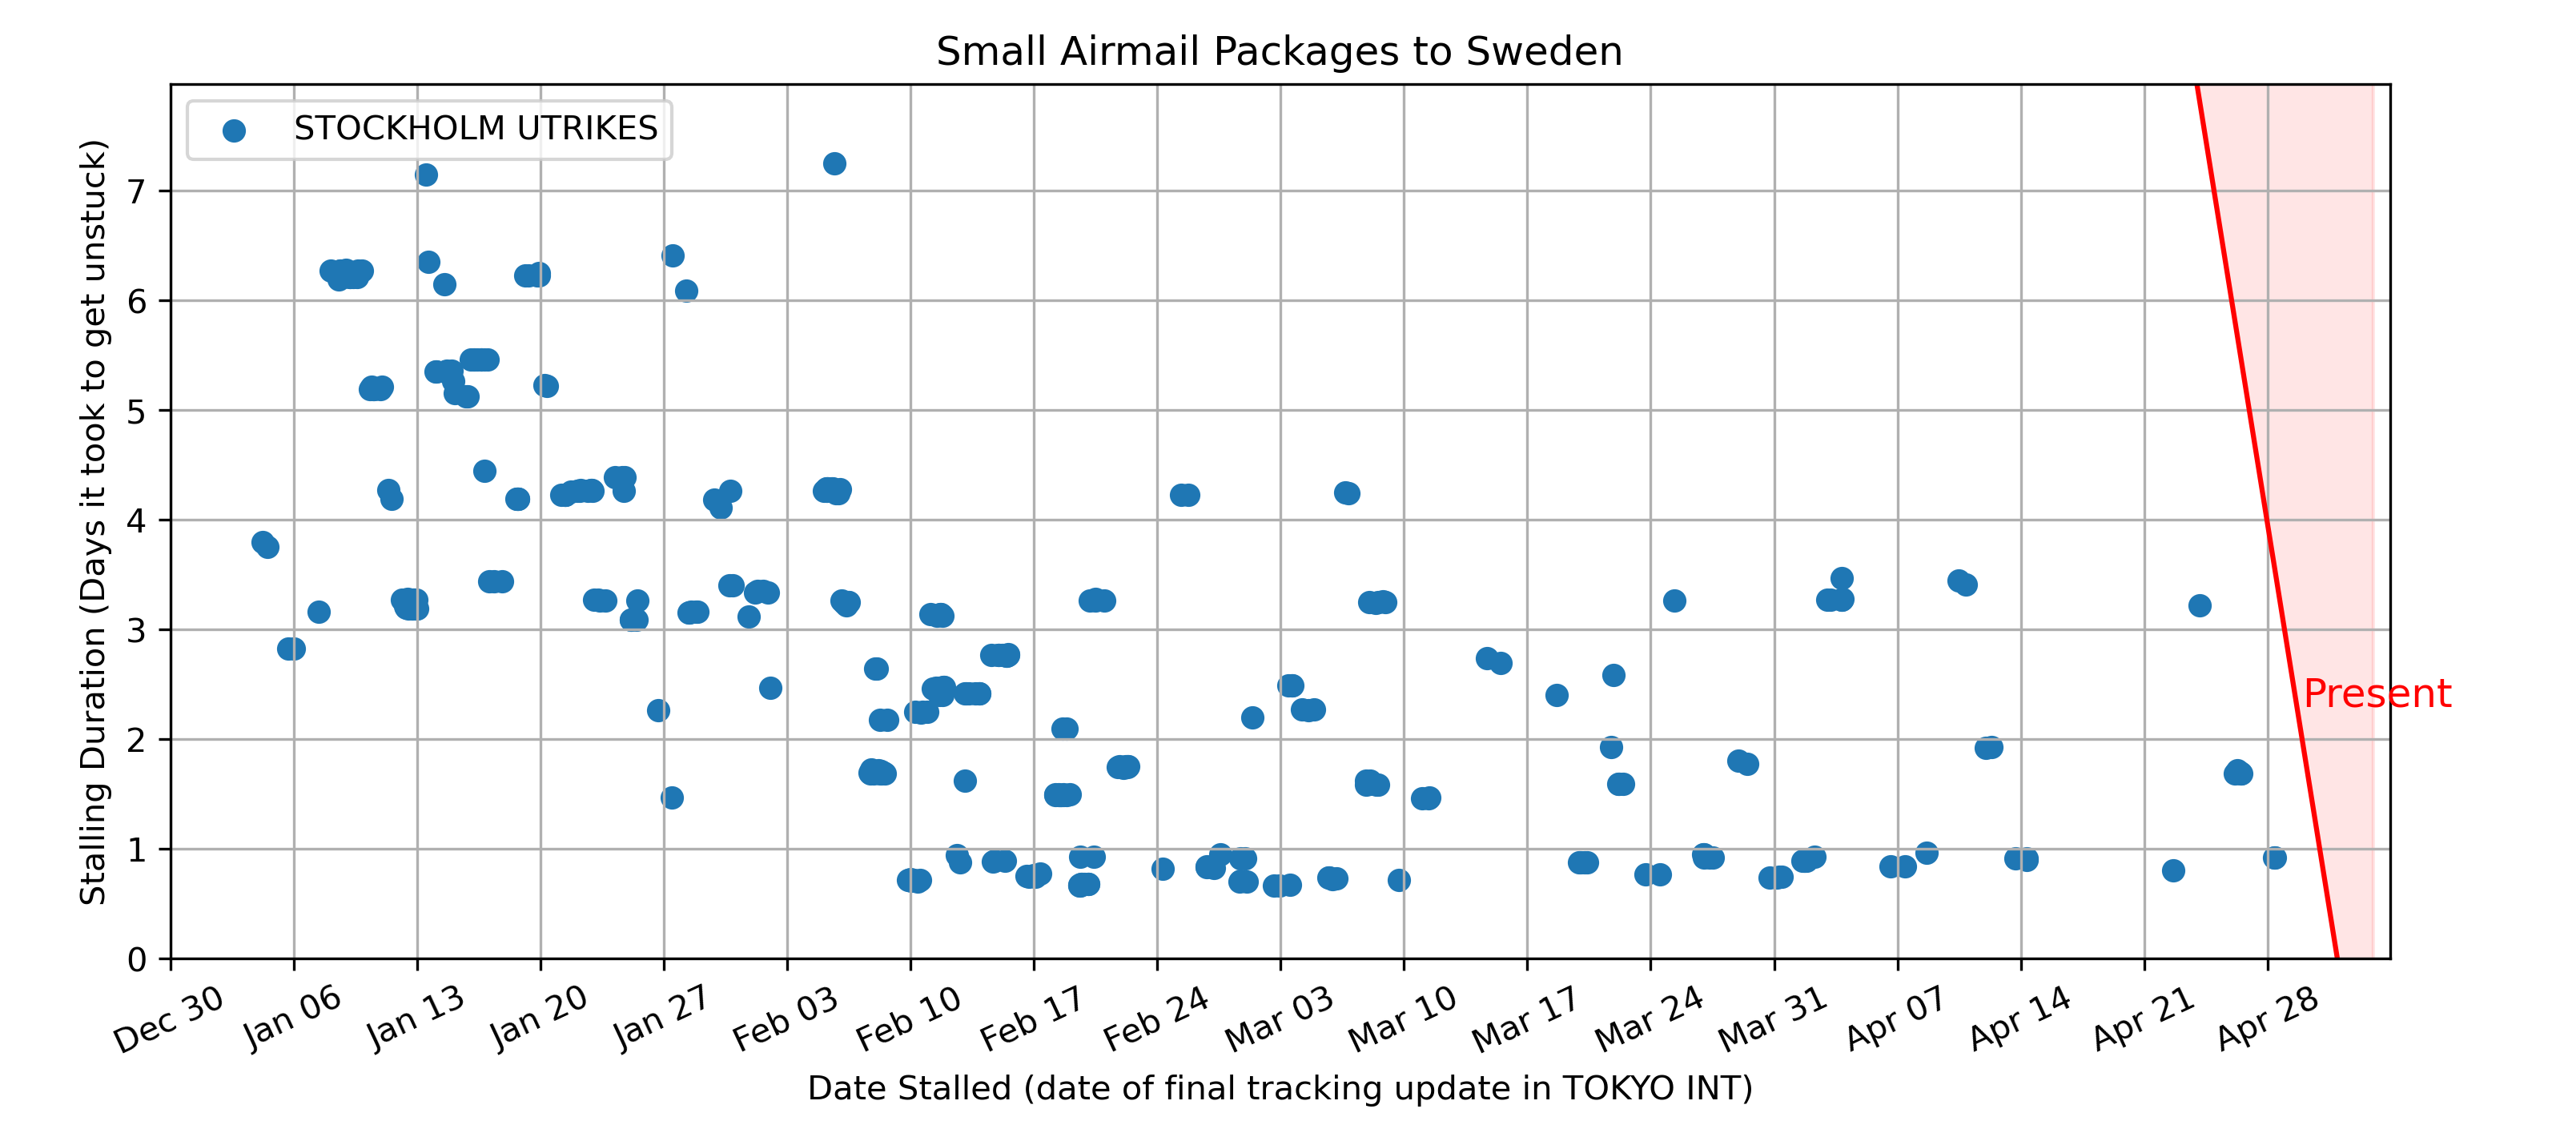 Small Airmail Packages to Sweden
STOCKHOLM UTRIKES
Stalling Duration (Days it took to get unstuck)
7
6
5
4
3
2
1
0
Present
Dec 30
Jan 06
Jan 13
Jan 20
Jan 27
Feb 03
Feb 10
Feb 17
Feb 24
Mar 03
Mar 10
Mar 17
Mar 24
Mar 31
Apr 07
Apr 14
Apr 21
Apr 28
Date Stalled (date of final tracking update in TOKYO INT)